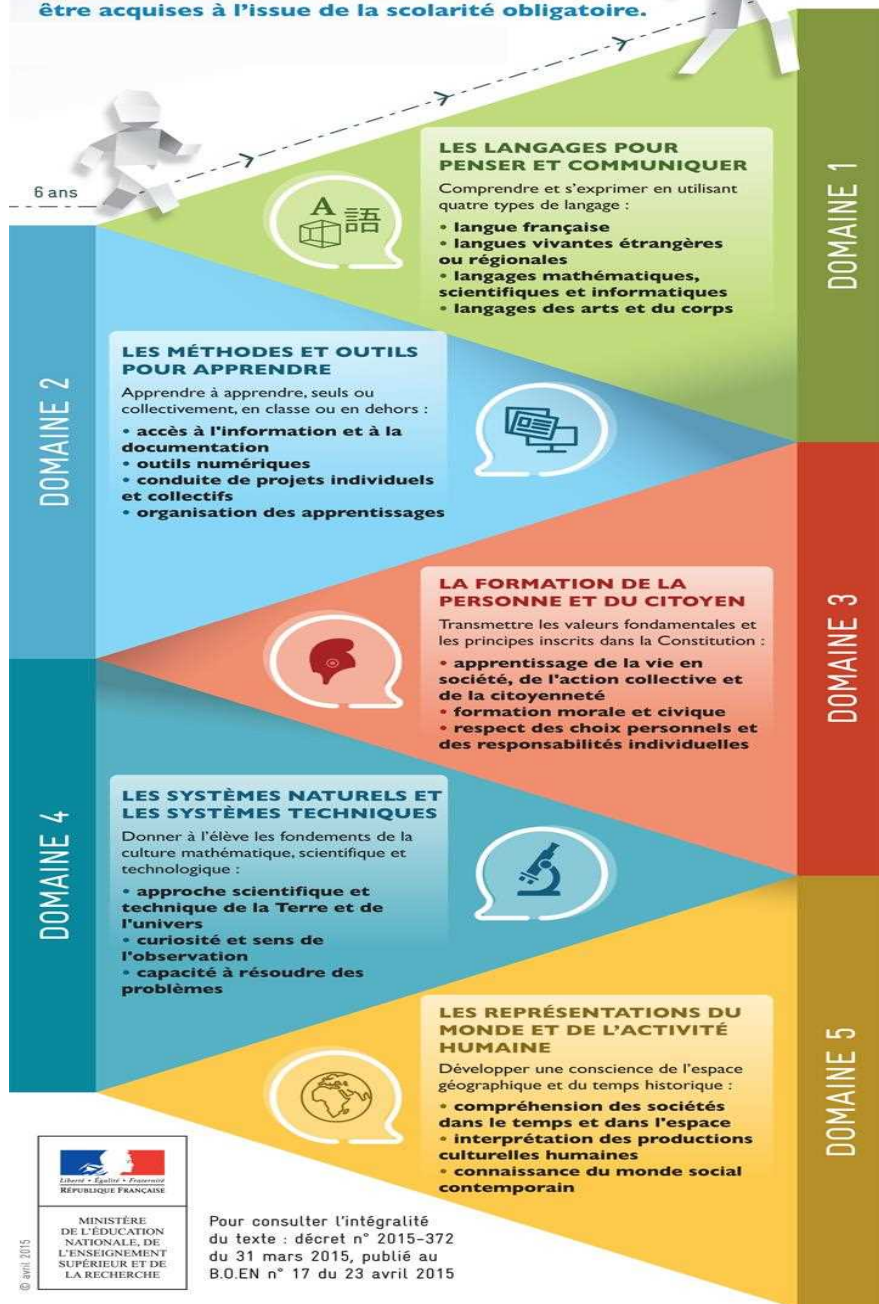 être acquises à l'issue de la scolarité obligatoire.
6 ans
LES LANGAGES POUR
PENSER ET COMMUNIQUER
Comprendre et s'exprimer en utilisant
quatre types de langage :
• langue française
• langues vivantes étrangères
ou régionales
• langages mathématiques,
scientifiques et informatiques
• langages des arts et du corps
A 語
DOMAINE 1
LES MÉTHODES ET OUTILS
POUR APPRENDRE
Apprendre à apprendre, seuls ou
collectivement, en classe ou en dehors :
• accès à l'information et à la
documentation
• outils numériques
• conduite de projets individuels
et collectifs
• organisation des apprentissages
DOMAINE 2
LA FORMATION DE LA
PERSONNE ET DU CITOYEN
Transmettre les valeurs fondamentales et
les principes inscrits dans la Constitution :
• apprentissage de la vie en
société, de l'action collective et
de la citoyenneté
• formation morale et civique
• respect des choix personnels et
des responsabilités individuelles
DOMAINE 3
LES SYSTÈMES NATURELS ET
LES SYSTÈMES TECHNIQUES
Donner à l'élève les fondements de la
culture mathématique, scientifique et
technologique :
• approche scientifique et
technique de la Terre et de
l'univers
• curiosité et sens de
l'observation
• capacité à résoudre des
problèmes
DOMAINE 4
LES REPRÉSENTATIONS DU
MONDE ET DE L'ACTIVITÉ
HUMAINE
Développer une conscience de l'espace
géographique et du temps historique :
• compréhension des sociétés
dans le temps et dans l'espace
• interprétation des productions
culturelles humaines
• connaissance du monde social
contemporain
DOMAINE 5
Liberté • Égalité • Fraternité
RÉPUBLIQUE FRANÇAISE
MINISTÈRE
DE L'ÉDUCATION
NATIONALE, DE
L'ENSEIGNEMENT
SUPÉRIEUR ET DE
LA RECHERCHE
© avril 2015
Pour consulter l'intégralité
du texte : décret n° 2015-372
du 31 mars 2015, publié au
B.O.EN n° 17 du 23 avril 2015